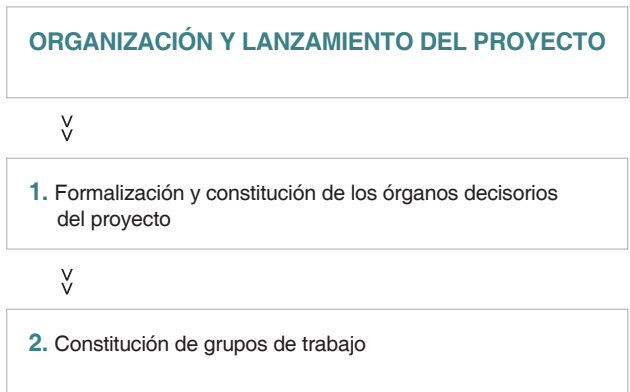 ORGANIZACIÓN Y LANZAMIENTO DEL PROYECTO
1. Formalización y constitución de los órganos decisorios
del proyecto
2. Constitución de grupos de trabajo